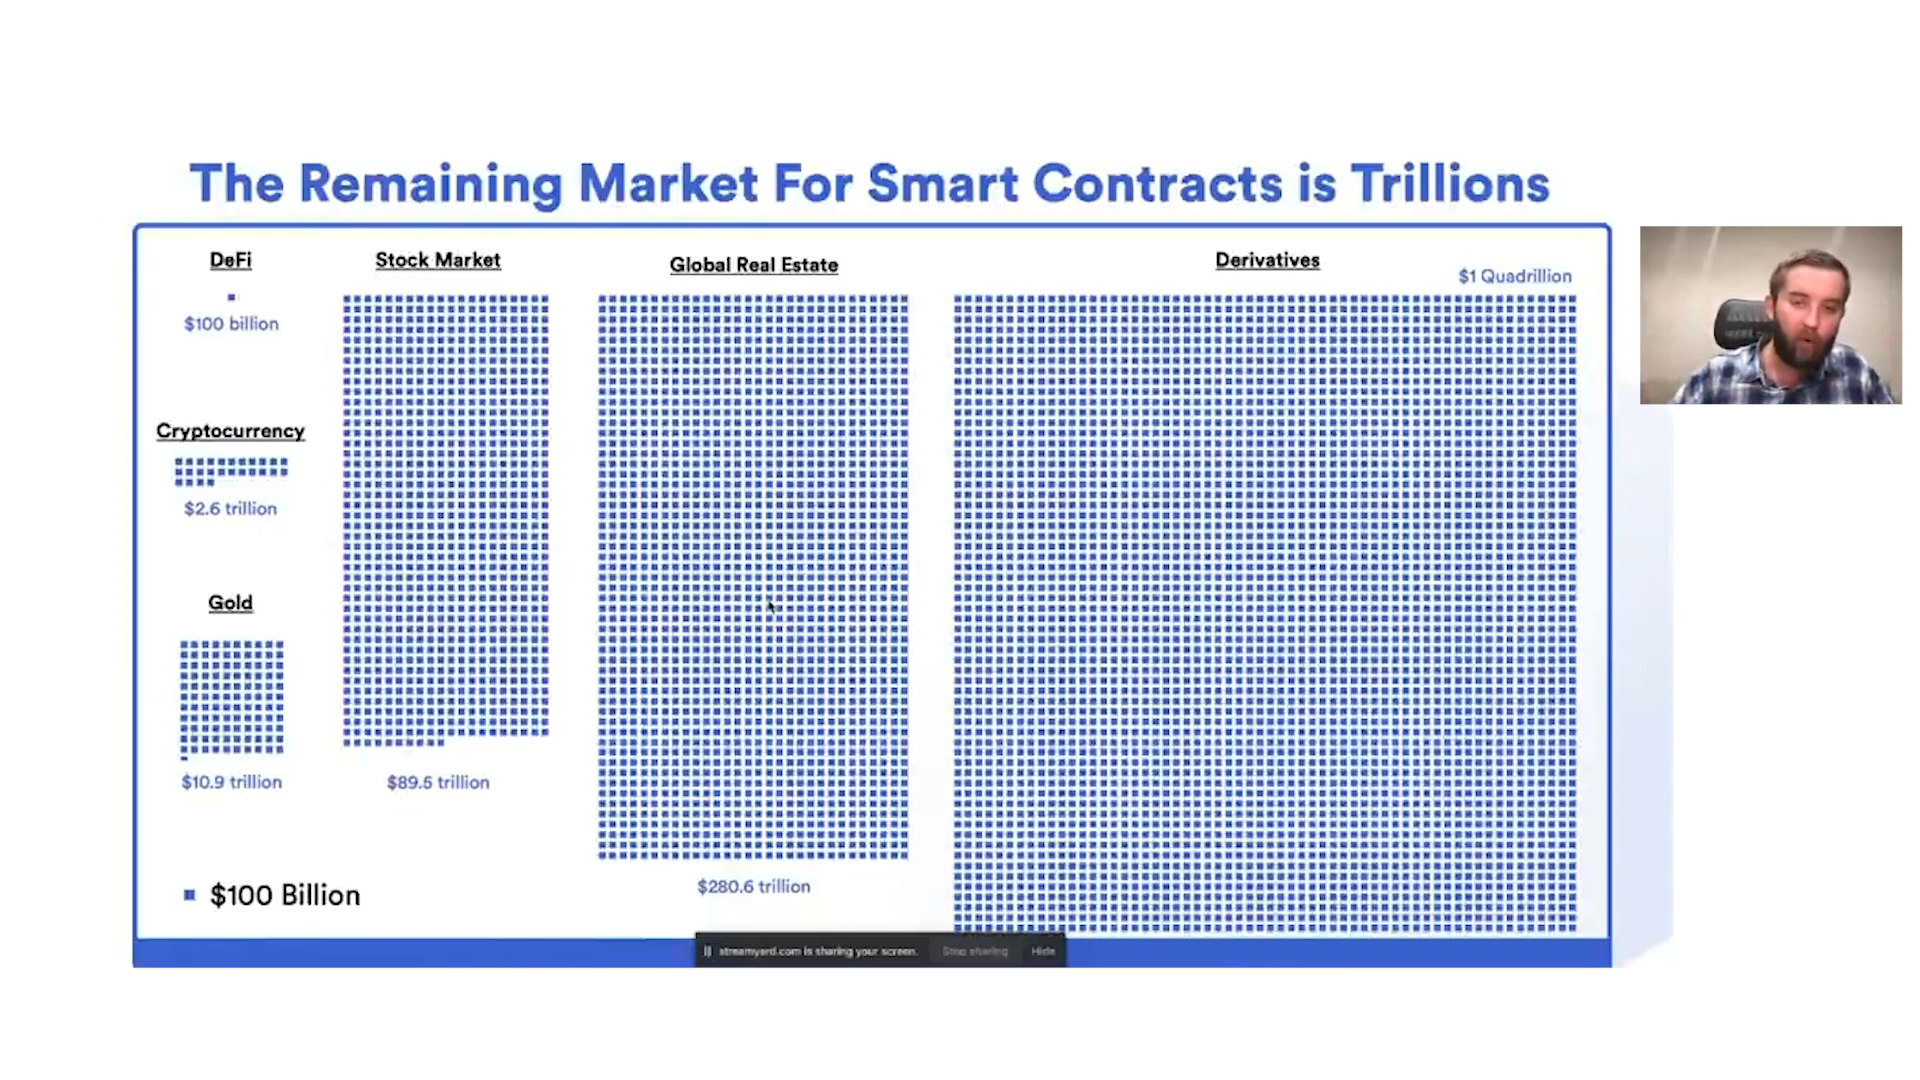 The Remaining Market For Smart Contracts is Trillions
DeFi
$100 billion
Cryptocurrency
$2.6 trillion
Gold
$10.9 trillion
Stock Market
$89.5 trillion
Global Real Estate
$280.6 trillion
Derivatives
$1 Quadrillion
$100 Billion
streamyard.com is sharing your screen. Stop sharing Hide